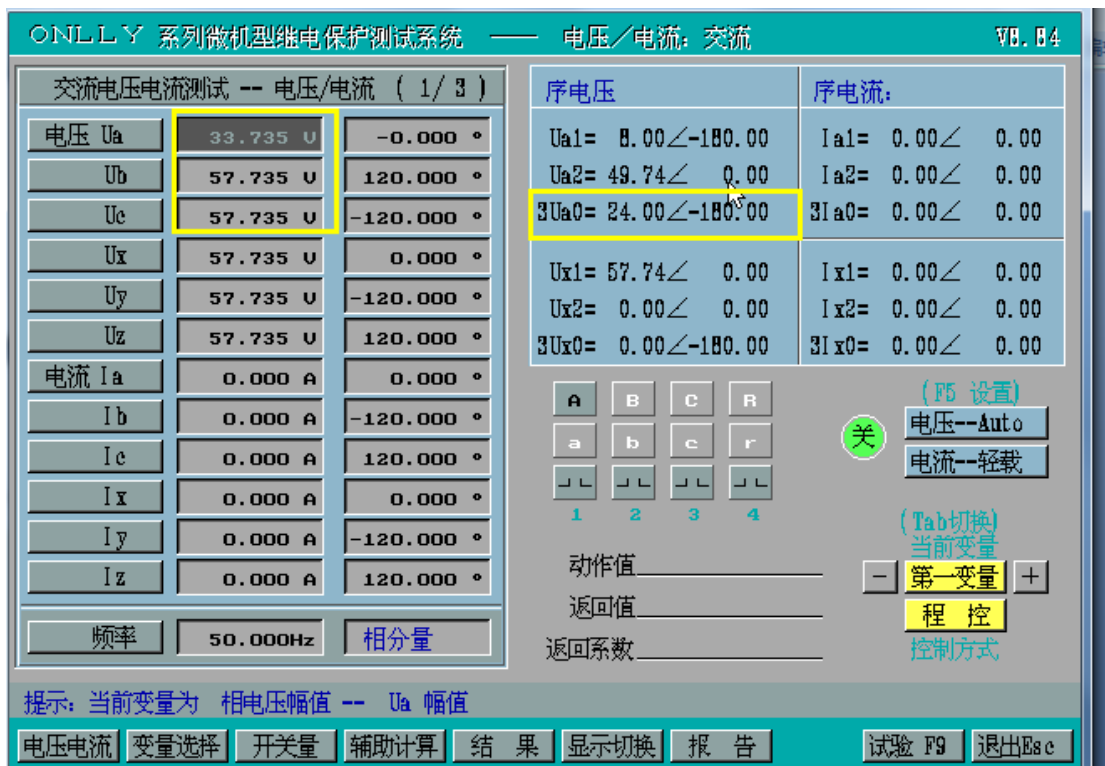 ONLLY 系列微机型继电保护测试系统 —— 电压/电流: 交流 V8.84
交流电压电流测试 -- 电压/电流 ( 1/ 3 )
电压 Ua 33.735 V -0.000 °
Ub 57.735 V 120.000 °
Uc 57.735 V -120.000 °
Ux 57.735 V 0.000 °
Uy 57.735 V -120.000 °
Uz 57.735 V 120.000 °
电流 Ia 0.000 A 0.000 °
Ib 0.000 A -120.000 °
Ic 0.000 A 120.000 °
Ix 0.000 A 0.000 °
Iy 0.000 A -120.000 °
Iz 0.000 A 120.000 °
频率 50.000Hz 相分量
序电压 序电流:
Ua1= 8.00∠-180.00 Ia1= 0.00∠ 0.00
Ua2= 49.74∠ 0.00 Ia2= 0.00∠ 0.00
3Ua0= 24.00∠-180.00 3Ia0= 0.00∠ 0.00
Ux1= 57.74∠ 0.00 Ix1= 0.00∠ 0.00
Ux2= 0.00∠ 0.00 Ix2= 0.00∠ 0.00
3Ux0= 0.00∠-180.00 3Ix0= 0.00∠ 0.00
A B C R
a b c r
1 2 3 4
关
(F5 设置)
电压--Auto
电流--轻载
(Tab切换)
当前变量
- 第一变量 +
程 控
控制方式
动作值
返回值
返回系数
提示: 当前变量为 相电压幅值 -- Ua 幅值
电压电流 变量选择 开关量 辅助计算 结 果 显示切换 报 告 试验 F9 退出Esc